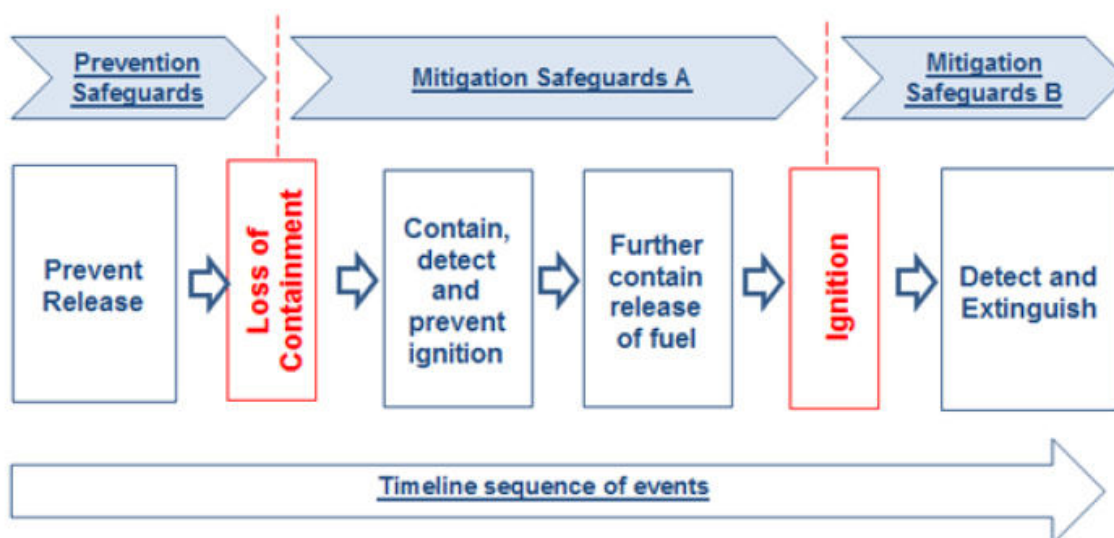 Prevention
Safeguards
Mitigation Safeguards A
Mitigation
Safeguards B
Prevent
Release
Loss of
Containment
Contain,
detect
and
prevent
ignition
Further
contain
release
of fuel
Ignition
Detect and
Extinguish
Timeline sequence of events